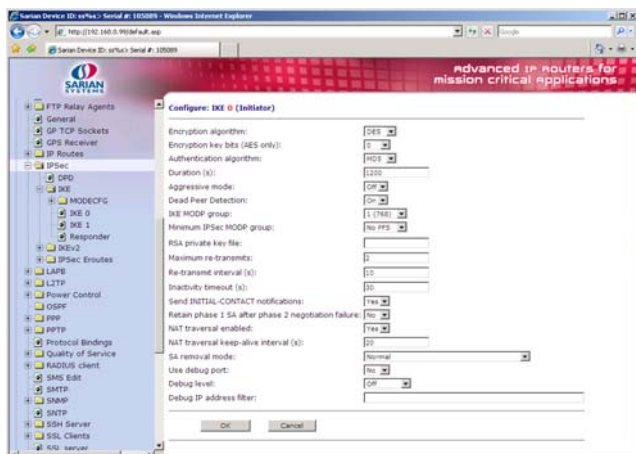 Sarian Device ID: ss%s> Serial #: 105089 - Windows Internet Explorer
http://192.168.0.99/default.asp
Google
Sarian Device ID: ss%s> Serial #: 105089
SARIAN
SYSTEMS
Advanced IP Routers for
mission critical applications
FTP Relay Agents
General
GP TCP Sockets
GPS Receiver
IP Routes
IPSec
DPD
IKE
MODECFG
IKE 0
IKE 1
Responder
IKEv2
IPSec Eroutes
LAPB
L2TP
Power Control
OSPF
PPP
PPTP
Protocol Bindings
Quality of Service
RADIUS client
SMS Edit
SMTP
SNMP
SNTP
SSH Server
SSL Clients
SSL server
Configure: IKE 0 (Initiator)
Encryption algorithm: DES
Encryption key bits (AES only): 0
Authentication algorithm: MD5
Duration (s): 1200
Aggressive mode: Off
Dead Peer Detection: On
IKE MODP group: 1 (768)
Minimum IPSec MODP group: No PFS
RSA private key file:
Maximum re-transmits: 2
Re-transmit interval (s): 10
Inactivity timeout (s): 30
Send INITIAL-CONTACT notifications: Yes
Retain phase 1 SA after phase 2 negotiation failure: No
NAT traversal enabled: Yes
NAT traversal keep-alive interval (s): 20
SA removal mode: Normal
Use debug port: No
Debug level: Off
Debug IP address filter:
OK Cancel